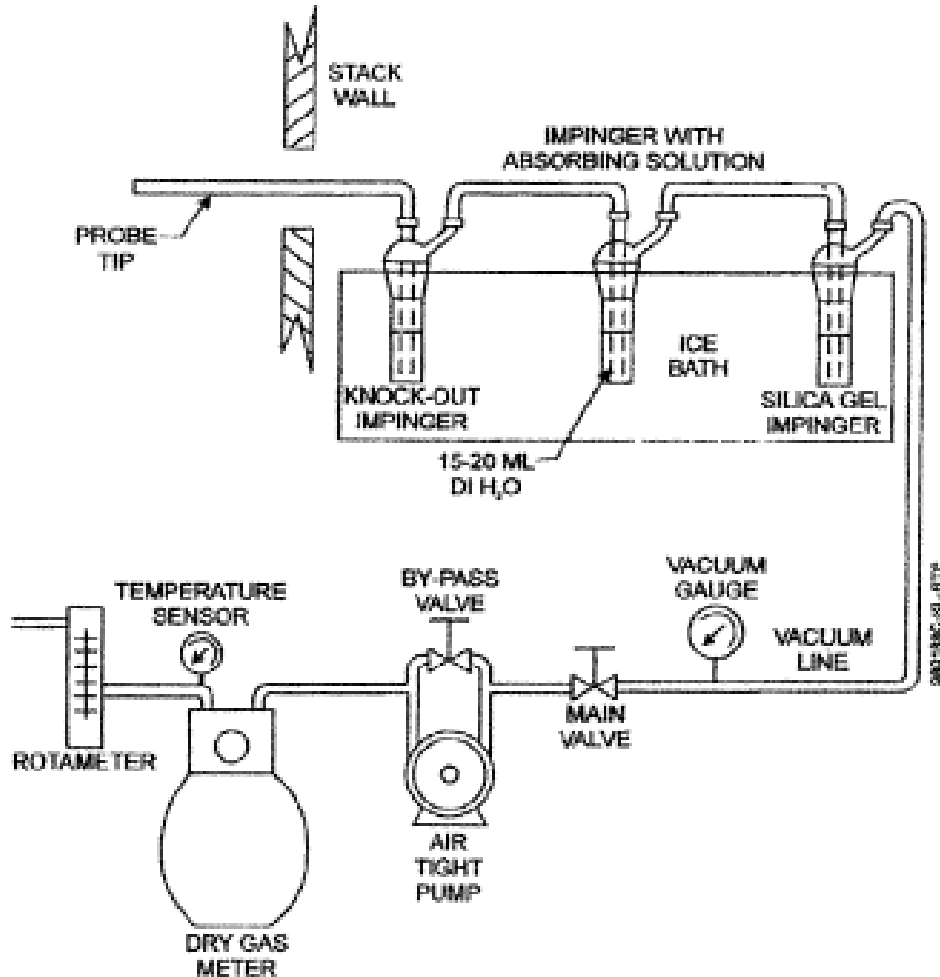 STACK
WALL
IMPINGER WITH
ABSORBING SOLUTION
PROBE
TIP
ICE
BATH
KNOCK-OUT
IMPINGER
SILICA GEL
IMPINGER
15-20 ML
DI H₂O
TEMPERATURE
SENSOR
BY-PASS
VALVE
VACUUM
GAUGE
VACUUM
LINE
MAIN
VALVE
ROTAMETER
AIR
TIGHT
PUMP
DRY GAS
METER